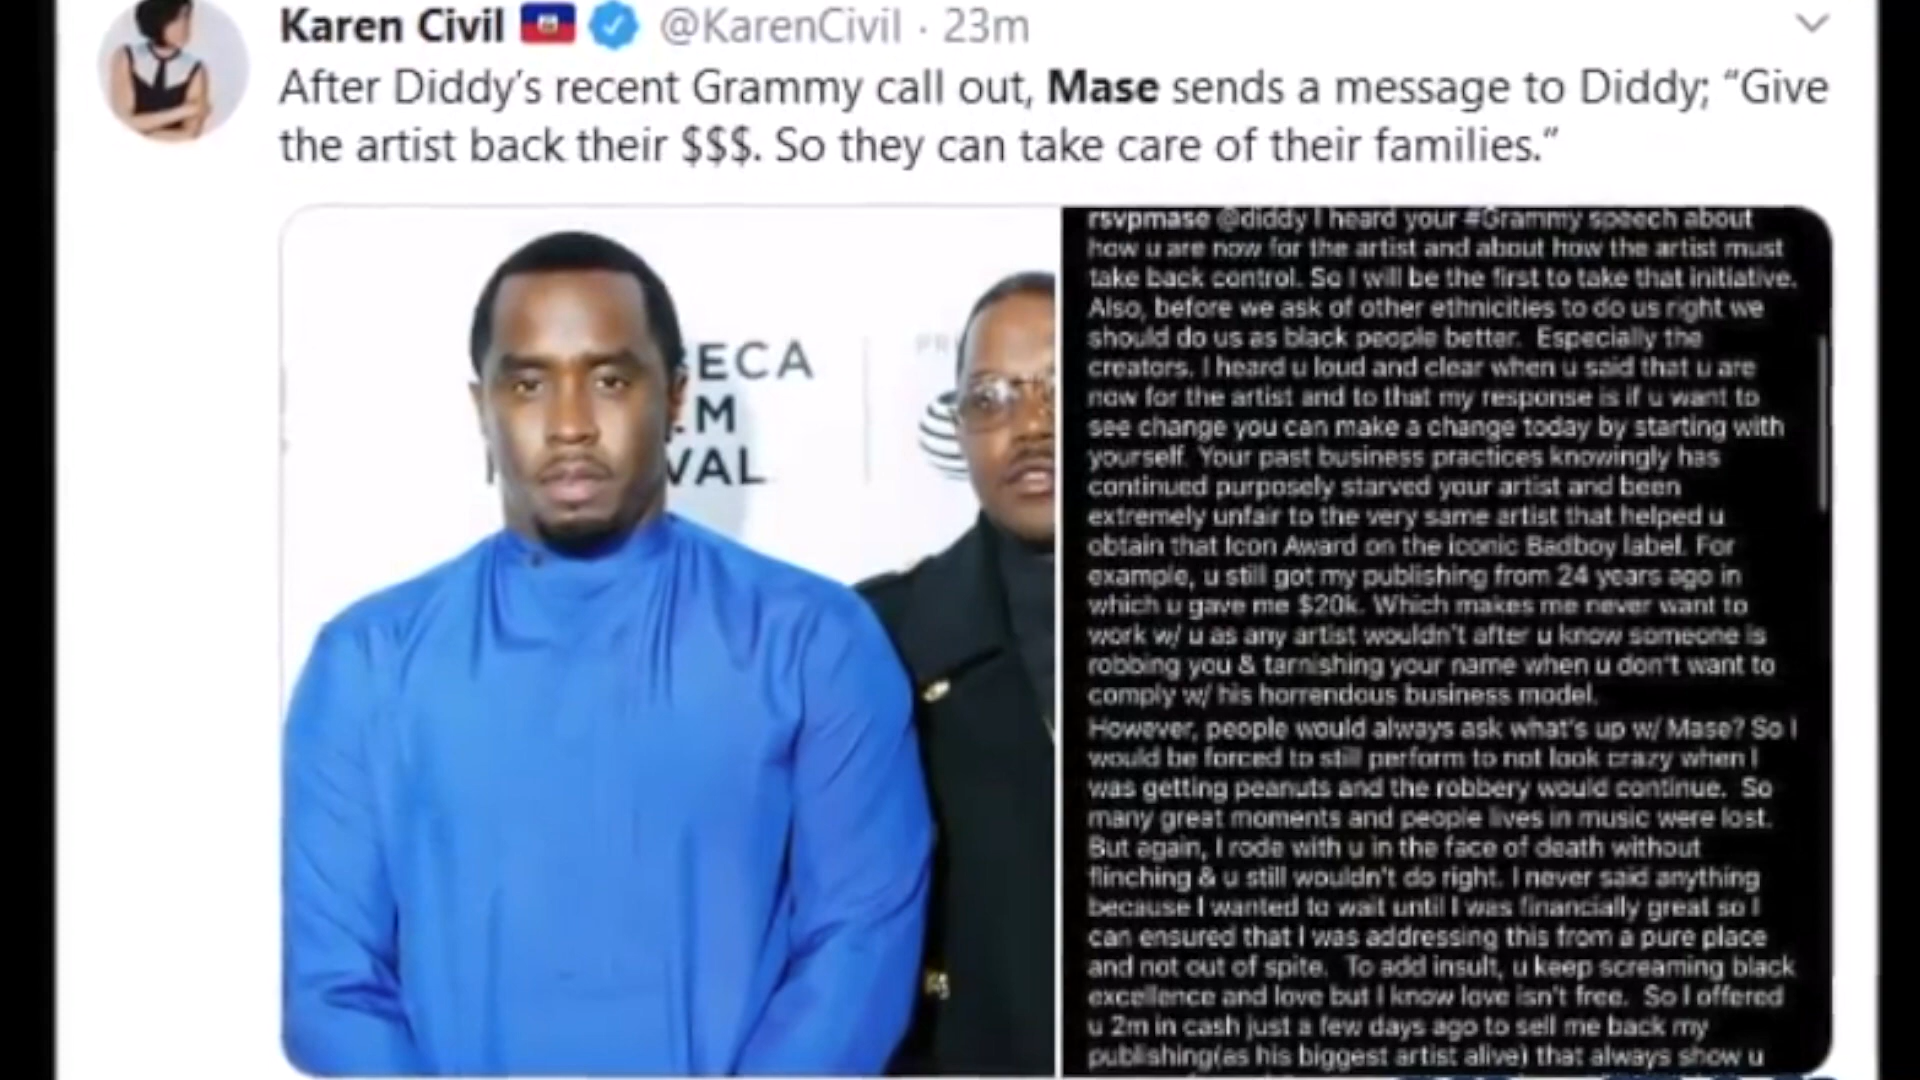 Karen Civil @KarenCivil · 23m
After Diddy's recent Grammy call out, Mase sends a message to Diddy; “Give
the artist back their $$$. So they can take care of their families.”
ECA
M
VAL
PR
rsvpmase @diddy I heard your #Grammy speech about
how u are now for the artist and about how the artist must
take back control. So I will be the first to take that initiative.
Also, before we ask of other ethnicities to do us right we
should do us as black people better. Especially the
creators. I heard u loud and clear when u said that u are
now for the artist and to that my response is if u want to
see change you can make a change today by starting with
yourself. Your past business practices knowingly has
continued purposely starved your artist and been
extremely unfair to the very same artist that helped u
obtain that Icon Award on the iconic Badboy label. For
example, u still got my publishing from 24 years ago in
which u gave me $20k. Which makes me never want to
work w/ u as any artist wouldn't after u know someone is
robbing you & tarnishing your name when u don't want to
comply w/ his horrendous business model.
However, people would always ask what's up w/ Mase? So I
would be forced to still perform to not look crazy when I
was getting peanuts and the robbery would continue. So
many great moments and people lives in music were lost.
But again, I rode with u in the face of death without
flinching & u still wouldn't do right. I never said anything
because I wanted to wait until I was financially great so I
can ensured that I was addressing this from a pure place
and not out of spite. To add insult, u keep screaming black
excellence and love but I know love isn't free. So I offered
u 2m in cash just a few days ago to sell me back my
publishing(as his biggest artist alive) that always show u